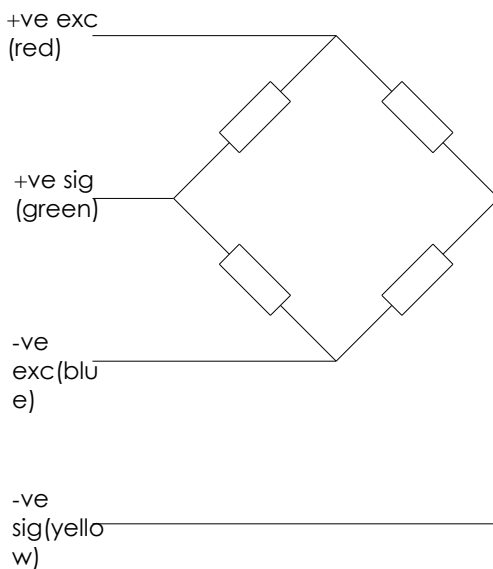 +ve exc
(red)
+ve sig
(green)
-ve
exc(blu
e)
-ve
sig(yello
w)